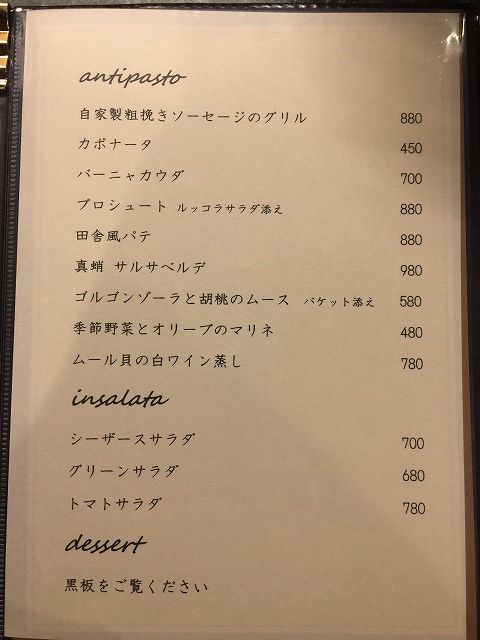 antipasto
自家製粗挽きソーセージのグリル 880
カポナータ 450
バーニャカウダ 700
プロシュート ルッコラサラダ添え 880
田舎風パテ 880
真蛸 サルサベルデ 980
ゴルゴンゾーラと胡桃のムース バケット添え 580
季節野菜とオリーブのマリネ 480
ムール貝の白ワイン蒸し 780
insalata
シーザースサラダ 700
グリーンサラダ 680
トマトサラダ 780
dessert
黒板をご覧ください